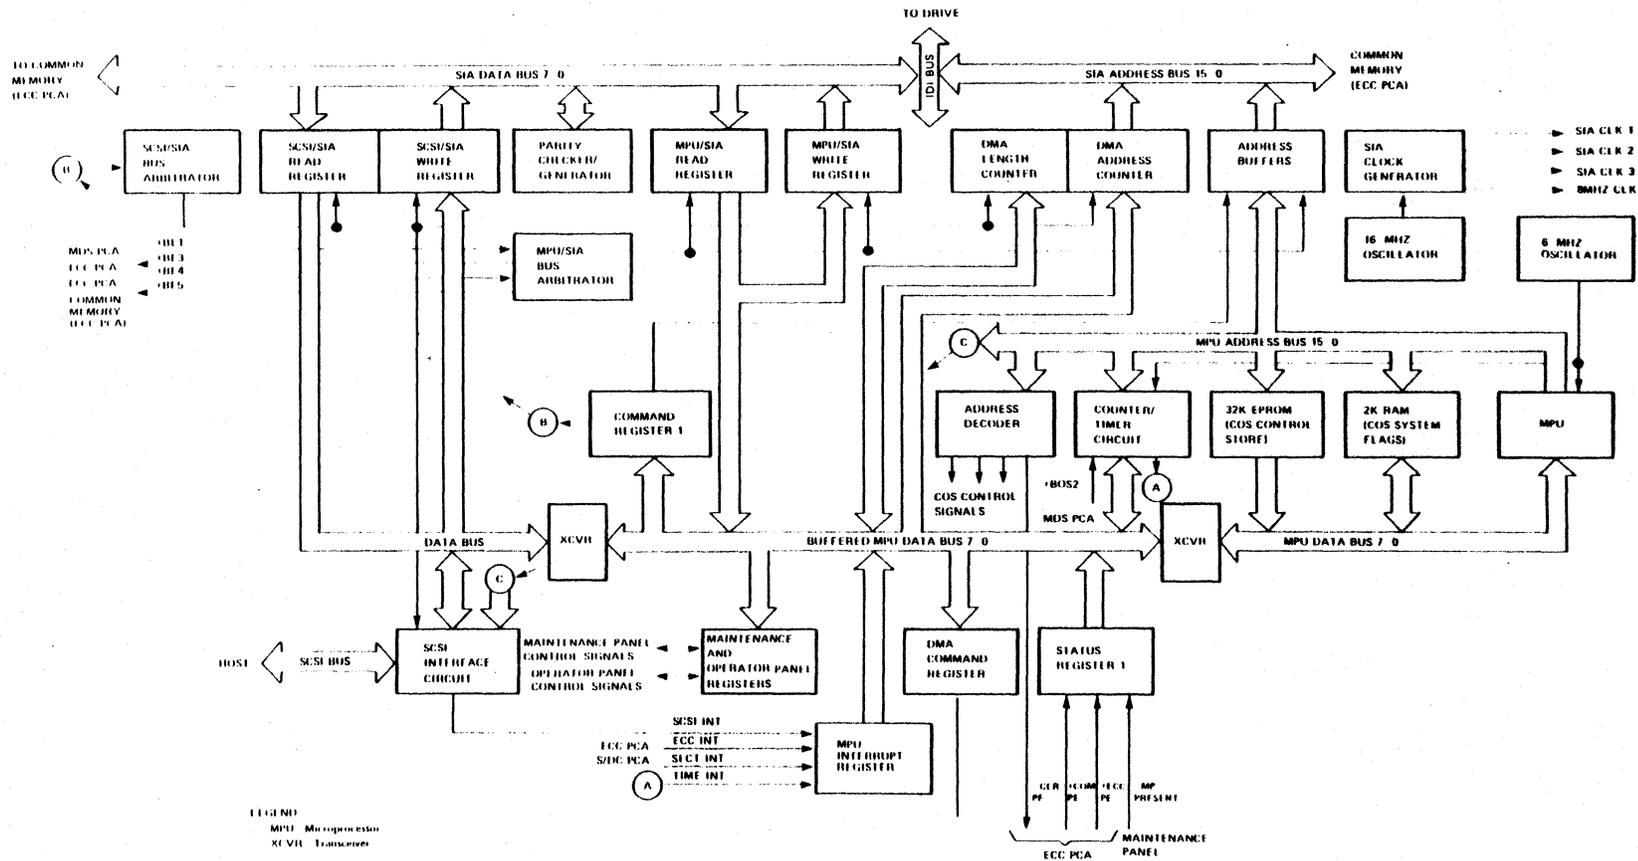 TO DRIVE
TO COMMON
MEMORY
(ECC PCA)
SIA DATA BUS 7 0
IDI BUS
SIA ADDRESS BUS 15 0
COMMON
MEMORY
(ECC PCA)
SCSI/SIA
BUS
ARBITRATOR
SCSI/SIA
READ
REGISTER
SCSI/SIA
WRITE
REGISTER
PARITY
CHECKER/
GENERATOR
MPU/SIA
READ
REGISTER
MPU/SIA
WRITE
REGISTER
DMA
LENGTH
COUNTER
DMA
ADDRESS
COUNTER
ADDRESS
BUFFERS
SIA
CLOCK
GENERATOR
SIA CLK 1
SIA CLK 2
SIA CLK 3
8MHZ CLK
B
MDS PCA
ECC PCA
ECC PCA
COMMON
MEMORY
(ECC PCA)
MPU/SIA
BUS
ARBITRATOR
16 MHZ
OSCILLATOR
6 MHZ
OSCILLATOR
C
MPU ADDRESS BUS 15 0
B
COMMAND
REGISTER 1
ADDRESS
DECODER
COUNTER/
TIMER
CIRCUIT
32K EPROM
(COS CONTROL
STORE)
2K RAM
(COS SYSTEM
FLAGS)
MPU
COS CONTROL
SIGNALS
+BOS2
MDS PCA
A
DATA BUS
XCVR
BUFFERED MPU DATA BUS 7 0
XCVR
MPU DATA BUS 7 0
C
HOST
SCSI BUS
SCSI
INTERFACE
CIRCUIT
MAINTENANCE PANEL
CONTROL SIGNALS
OPERATOR PANEL
CONTROL SIGNALS
MAINTENANCE
AND
OPERATOR PANEL
REGISTERS
DMA
COMMAND
REGISTER
STATUS
REGISTER 1
SCSI INT
ECC PCA
ECC INT
S/DC PCA
SECT INT
A
TIME INT
MPU
INTERRUPT
REGISTER
CLR
PE
+COM
PE
+ECC
PE
MP
PRESENT
ECC PCA
MAINTENANCE
PANEL
LEGEND
MPU Microprocessor
XCVR Transceiver